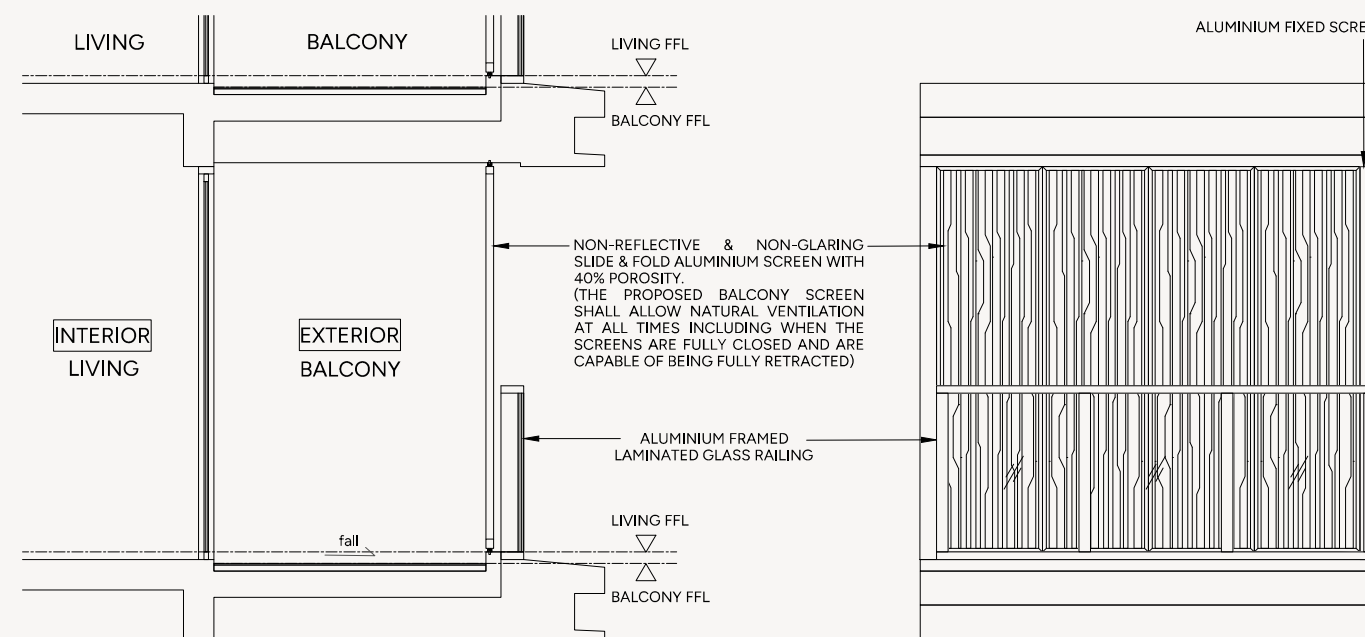 ALUMINIUM FIXED SCREE
LIVING
BALCONY
LIVING FFL
BALCONY FFL
NON-REFLECTIVE & NON-GLARING
SLIDE & FOLD ALUMINIUM SCREEN WITH
40% POROSITY.
(THE PROPOSED BALCONY SCREEN
SHALL ALLOW NATURAL VENTILATION
AT ALL TIMES INCLUDING WHEN THE
SCREENS ARE FULLY CLOSED AND ARE
CAPABLE OF BEING FULLY RETRACTED)
INTERIOR
LIVING
EXTERIOR
BALCONY
ALUMINIUM FRAMED
LAMINATED GLASS RAILING
fall
LIVING FFL
BALCONY FFL